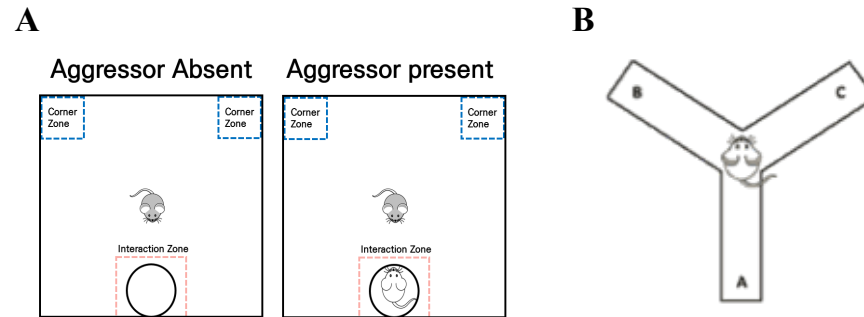 A
B
Aggressor Absent
Aggressor present
Corner
Zone
Corner
Zone
Corner
Zone
Corner
Zone
Interaction Zone
Interaction Zone
B
C
A